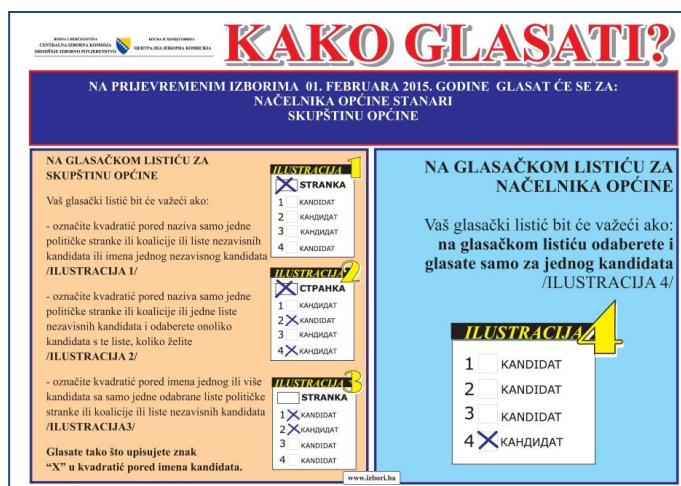 BOSNA I HERCEGOVINA
CENTRALNA IZBORNA KOMISIJA
SREDIŠNJE IZBORNO POVJERENSTVO
БОСНА И ХЕРЦЕГОВИНА
ЦЕНТРАЛНА ИЗБОРНА КОМИСИЈА
KAKO GLASATI?
NA PRIJEVREMENIM IZBORIMA 01. FEBRUARA 2015. GODINE GLASAT ĆE SE ZA:
NAČELNIKA OPĆINE STANARI
SKUPŠTINU OPĆINE
NA GLASAČKOM LISTIĆU ZA
SKUPŠTINU OPĆINE
Vaš glasački listić bit će važeći ako:
- označite kvadratić pored naziva samo jedne
političke stranke ili koalicije ili liste nezavisnih
kandidata ili imena jednog nezavisnog kandidata
/ILUSTRACIJA 1/
- označite kvadratić pored naziva samo jedne
političke stranke ili koalicije ili jedne liste
nezavisnih kandidata i odaberete onoliko
kandidata s te liste, koliko želite
/ILUSTRACIJA 2/
- označite kvadratić pored imena jednog ili više
kandidata sa samo jedne odabrane liste političke
stranke ili koalicije ili liste nezavisnih kandidata
/ILUSTRACIJA3/
Glasate tako što upisujete znak
“X” u kvadratić pored imena kandidata.
ILUSTRACIJA 1
STRANKA
1 KANDIDAT
2 КАНДИДАТ
3 КАНДИДАТ
4 KANDIDAT
ILUSTRACIJA 2
СТРАНКА
1 КАНДИДАТ
2 KANDIDAT
3 КАНДИДАТ
4 КАНДИДАТ
ILUSTRACIJA 3
STRANKA
1 KANDIDAT
2 КАНДИДАТ
3 KANDIDAT
4 KANDIDAT
NA GLASAČKOM LISTIĆU ZA
NAČELNIKA OPĆINE
Vaš glasački listić bit će važeći ako:
na glasačkom listiću odaberete i
glasate samo za jednog kandidata
/ILUSTRACIJA 4/
ILUSTRACIJA 4
1 KANDIDAT
2 KANDIDAT
3 KANDIDAT
4 КАНДИДАТ
www.izbori.ba